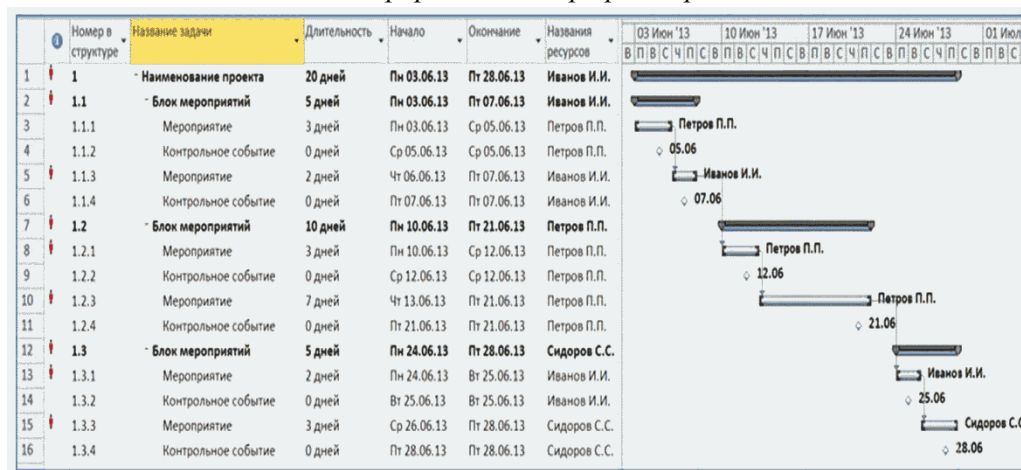 Номер в структуре Название задачи Длительность Начало Окончание Названия ресурсов 03 Июн '13 10 Июн '13 17 Июн '13 24 Июн '13 01 Июл
В П В С Ч П С В П В С Ч П С В П В С Ч П С В П В С Ч П С В П В С
1 1 Наименование проекта 20 дней Пн 03.06.13 Пт 28.06.13 Иванов И.И.
2 1.1 Блок мероприятий 5 дней Пн 03.06.13 Пт 07.06.13 Иванов И.И.
3 1.1.1 Мероприятие 3 дней Пн 03.06.13 Ср 05.06.13 Петров П.П. Петров П.П.
4 1.1.2 Контрольное событие 0 дней Ср 05.06.13 Ср 05.06.13 Петров П.П. 05.06
5 1.1.3 Мероприятие 2 дней Чт 06.06.13 Пт 07.06.13 Иванов И.И. Иванов И.И.
6 1.1.4 Контрольное событие 0 дней Пт 07.06.13 Пт 07.06.13 Иванов И.И. 07.06
7 1.2 Блок мероприятий 10 дней Пн 10.06.13 Пт 21.06.13 Петров П.П.
8 1.2.1 Мероприятие 3 дней Пн 10.06.13 Ср 12.06.13 Петров П.П. Петров П.П.
9 1.2.2 Контрольное событие 0 дней Ср 12.06.13 Ср 12.06.13 Петров П.П. 12.06
10 1.2.3 Мероприятие 7 дней Чт 13.06.13 Пт 21.06.13 Петров П.П. Петров П.П.
11 1.2.4 Контрольное событие 0 дней Пт 21.06.13 Пт 21.06.13 Петров П.П. 21.06
12 1.3 Блок мероприятий 5 дней Пн 24.06.13 Пт 28.06.13 Сидоров С.С.
13 1.3.1 Мероприятие 2 дней Пн 24.06.13 Вт 25.06.13 Иванов И.И. Иванов И.И.
14 1.3.2 Контрольное событие 0 дней Вт 25.06.13 Вт 25.06.13 Иванов И.И. 25.06
15 1.3.3 Мероприятие 3 дней Ср 26.06.13 Пт 28.06.13 Сидоров С.С. Сидоров С.С
16 1.3.4 Контрольное событие 0 дней Пт 28.06.13 Пт 28.06.13 Сидоров С.С. 28.06